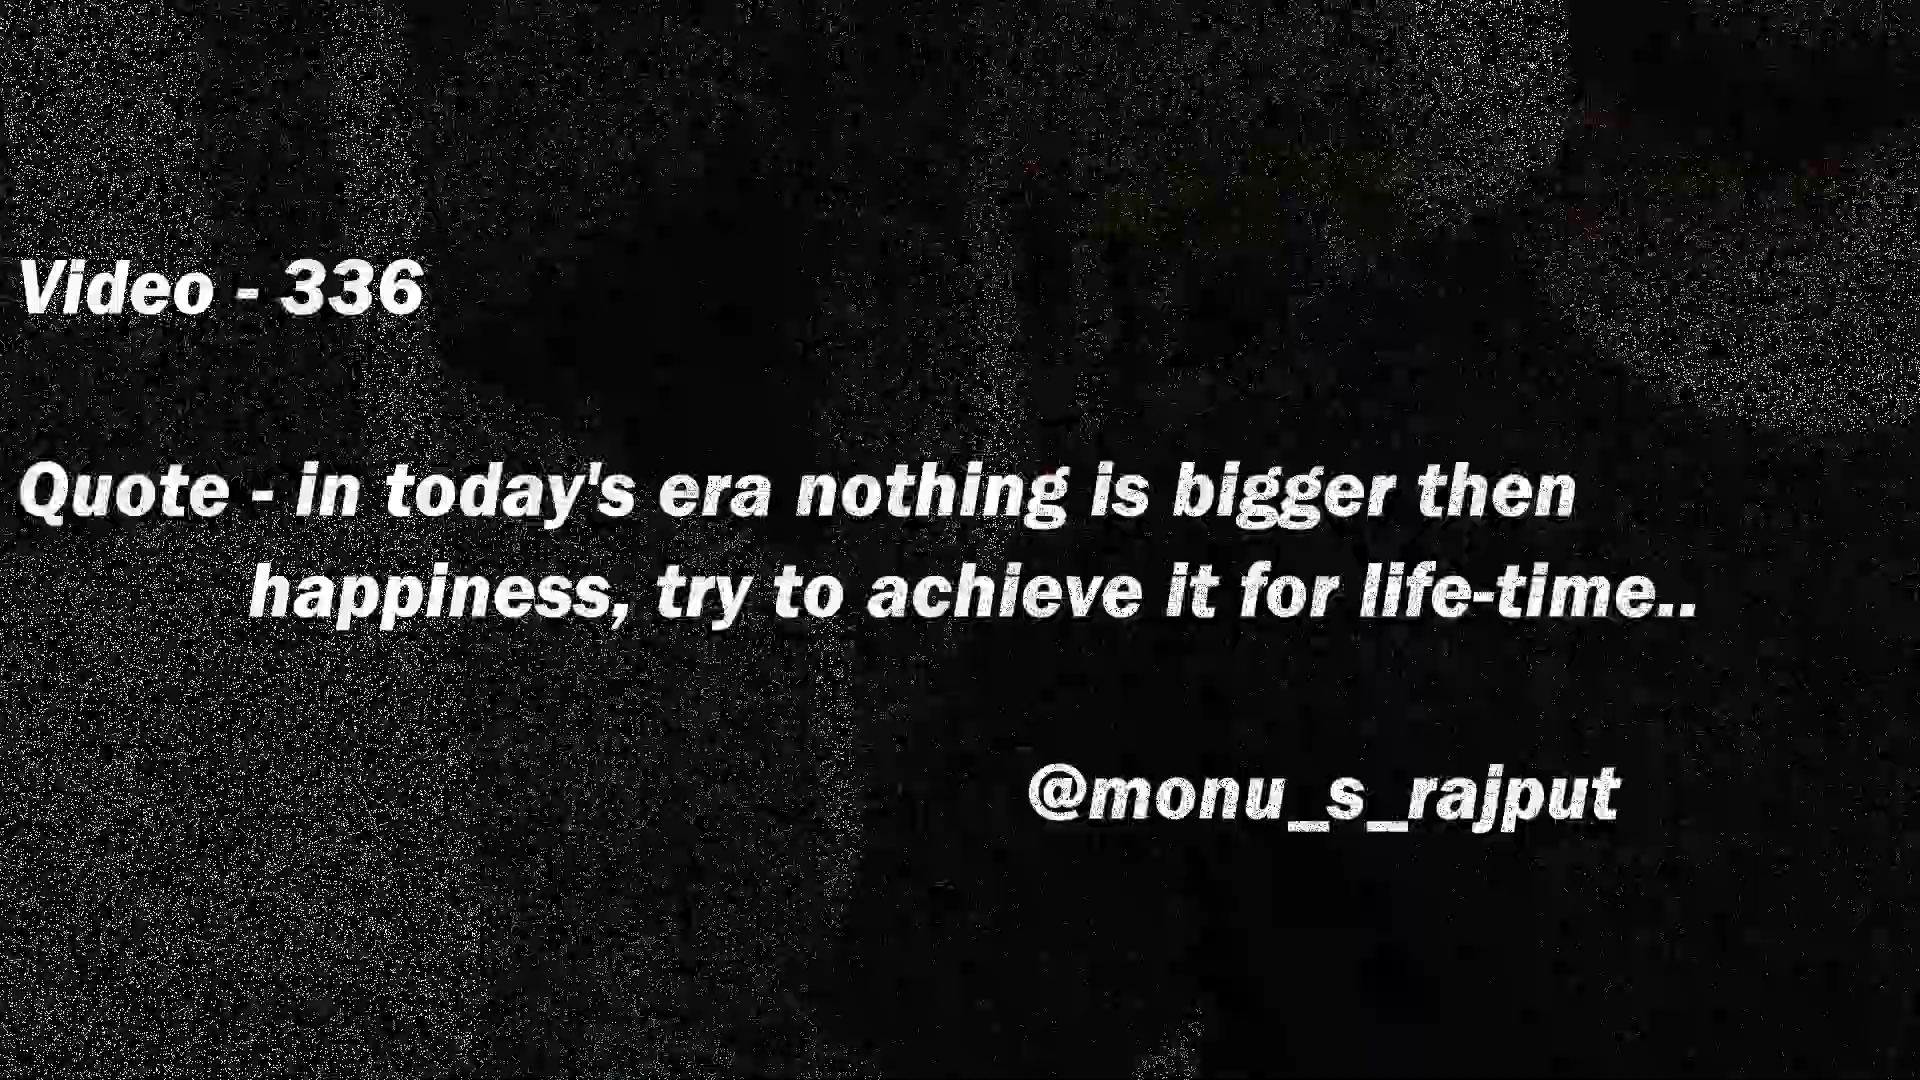 Video - 336
Quote - in today's era nothing is bigger then
happiness, try to achieve it for life-time..
@monu_s_rajput